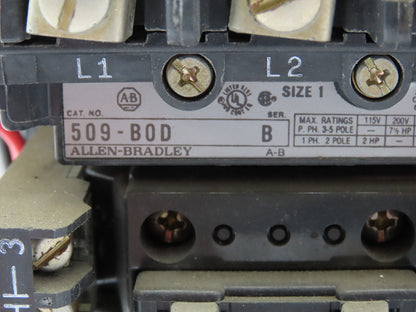 L1 L2
A-B SIZE 1
CAT. NO. SER.
509-BOD B
ALLEN-BRADLEY A-B
MAX. RATINGS 115V 200V
P. PH. 3-5 POLE — 7½ HP
1 PH. 2 POLE 2 HP —
HI-3